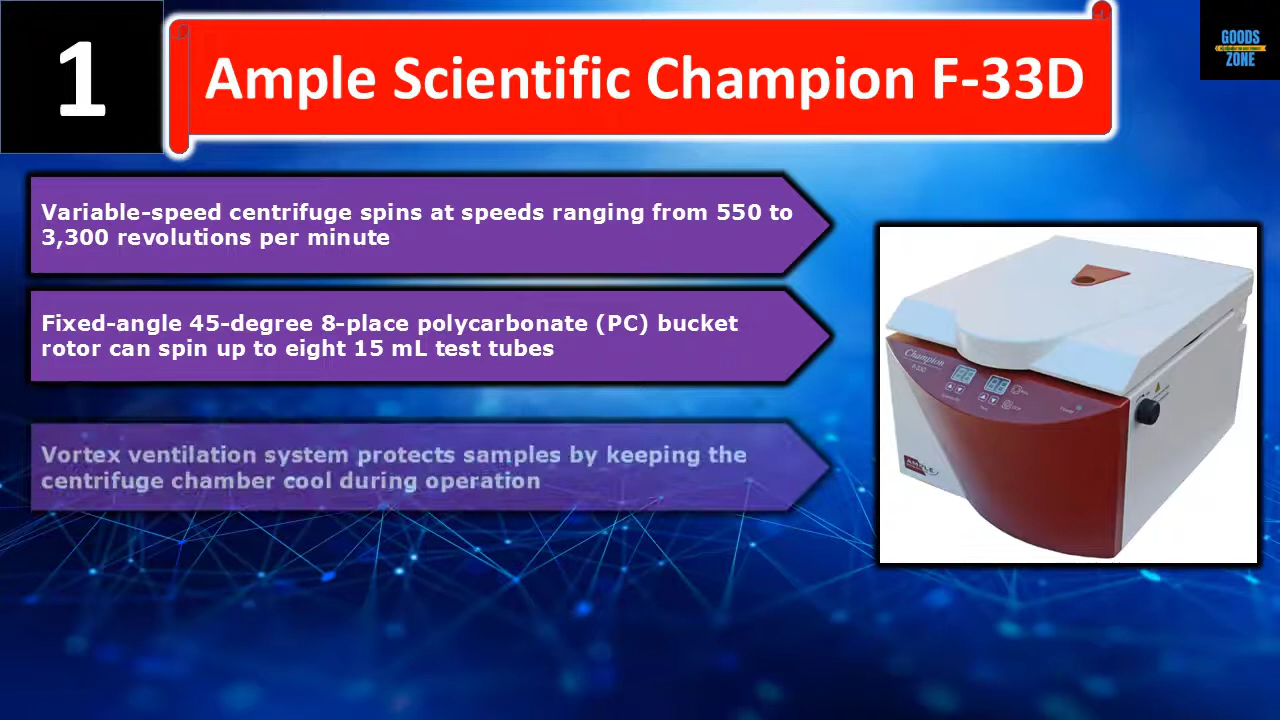 1
Ample Scientific Champion F-33D
GOODS
ZONE
Variable-speed centrifuge spins at speeds ranging from 550 to
3,300 revolutions per minute
Fixed-angle 45-degree 8-place polycarbonate (PC) bucket
rotor can spin up to eight 15 mL test tubes
Vortex ventilation system protects samples by keeping the
centrifuge chamber cool during operation
Champion
F-33D
AMPLE